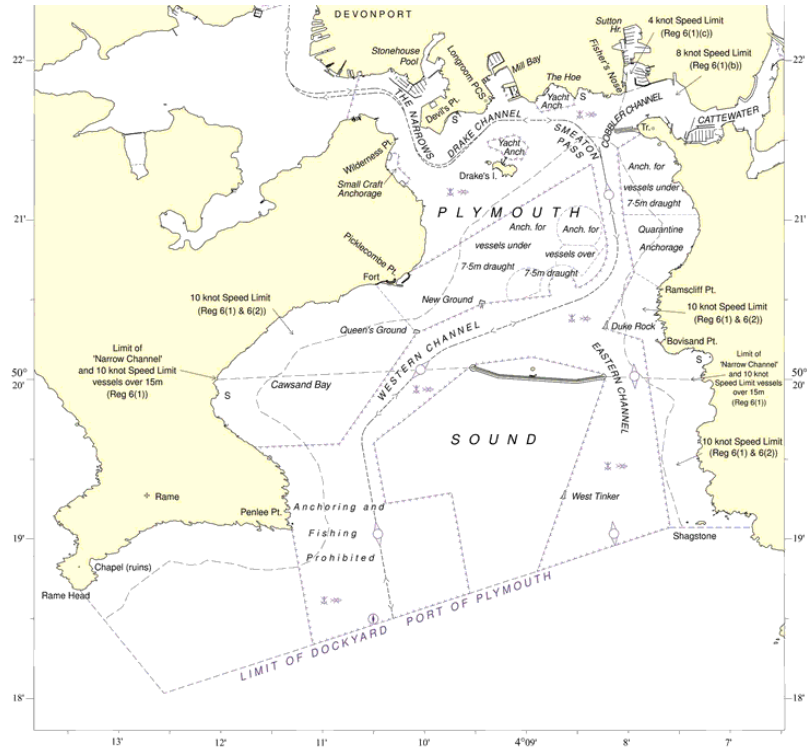 DEVONPORT
Sutton
Hr.
4 knot Speed Limit
(Reg 6(1)(c))
22'
22'
Stonehouse
Pool
Longroom PCS
Mill Bay
Fisher's Nose
8 knot Speed Limit
(Reg 6(1)(b))
The Hoe
Devil's Pt.
S
Yacht
Anch
S
COBBLER CHANNEL
CATTEWATER
THE NARROWS
DRAKE CHANNEL
SMEATON
PASS
Tr.
Wilderness Pt.
Yacht
Anch.
Drake's I.
Small Craft
Anchorage
Anch. for
vessels under
7·5m draught
21'
21'
PLYMOUTH
Anch. for
vessels under
7·5m draught
Anch. for
vessels over
7·5m draught
Quarantine
Anchorage
Picklecombe Pt.
Fort
Ramscliff Pt.
10 knot Speed Limit
(Reg 6(1) & 6(2))
New Ground
10 knot Speed Limit
(Reg 6(1) & 6(2))
Queen's Ground
Duke Rock
Bovisand Pt.
WESTERN CHANNEL
EASTERN CHANNEL
Limit of
'Narrow Channel'
and 10 knot Speed Limit
vessels over 15m
(Reg 6(1))
S
Limit of
'Narrow Channel'
and 10 knot
Speed Limit vessels
over 15m
(Reg 6(1))
50°
20'
50°
20'
Cawsand Bay
S
SOUND
10 knot Speed Limit
(Reg 6(1) & 6(2))
Rame
Penlee Pt.
Anchoring and
Fishing
Prohibited
West Tinker
19'
19'
Shagstone
Chapel (ruins)
Rame Head
LIMIT OF DOCKYARD PORT OF PLYMOUTH
18'
18'
13'
12'
11'
10'
4°09'
8'
7'